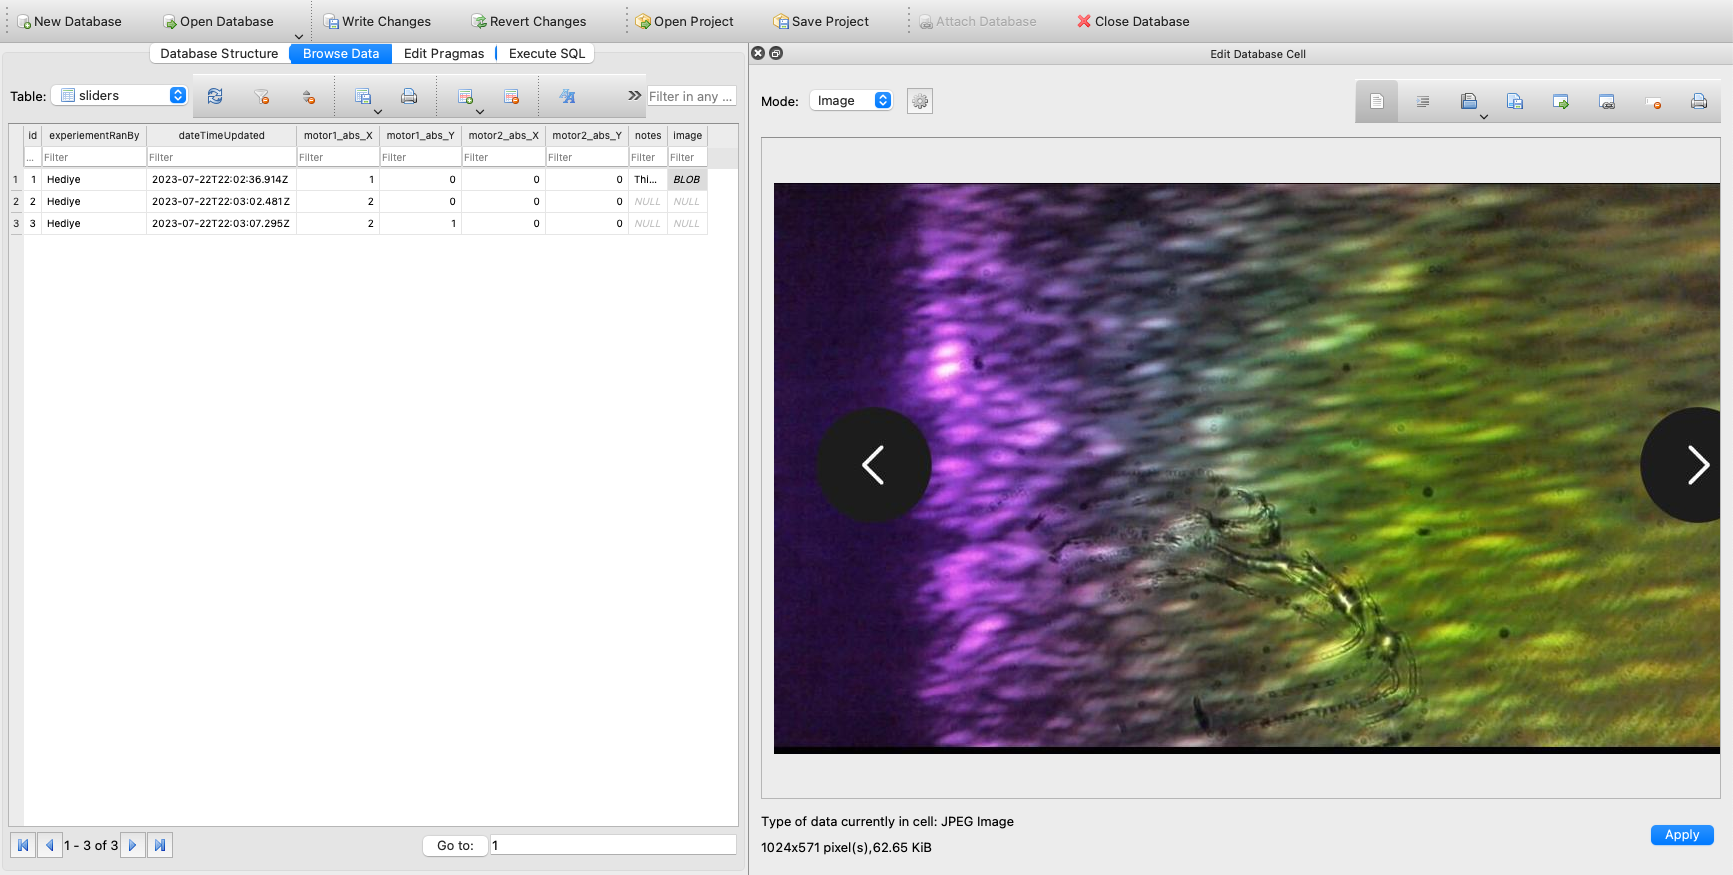 New Database Open Database Write Changes Revert Changes Open Project Save Project Attach Database Close Database
Database Structure Browse Data Edit Pragmas Execute SQL
Table: sliders Filter in any ...
id experiementRanBy dateTimeUpdated motor1_abs_X motor1_abs_Y motor2_abs_X motor2_abs_Y notes image
... Filter Filter Filter Filter Filter Filter Filter Filter
1 1 Hediye 2023-07-22T22:02:36.914Z 1 0 0 0 Thi... BLOB
2 2 Hediye 2023-07-22T22:03:02.481Z 2 0 0 0 NULL NULL
3 3 Hediye 2023-07-22T22:03:07.295Z 2 1 0 0 NULL NULL
1 - 3 of 3 Go to: 1
Edit Database Cell
Mode: Image
Type of data currently in cell: JPEG Image
1024x571 pixel(s),62.65 KiB
Apply